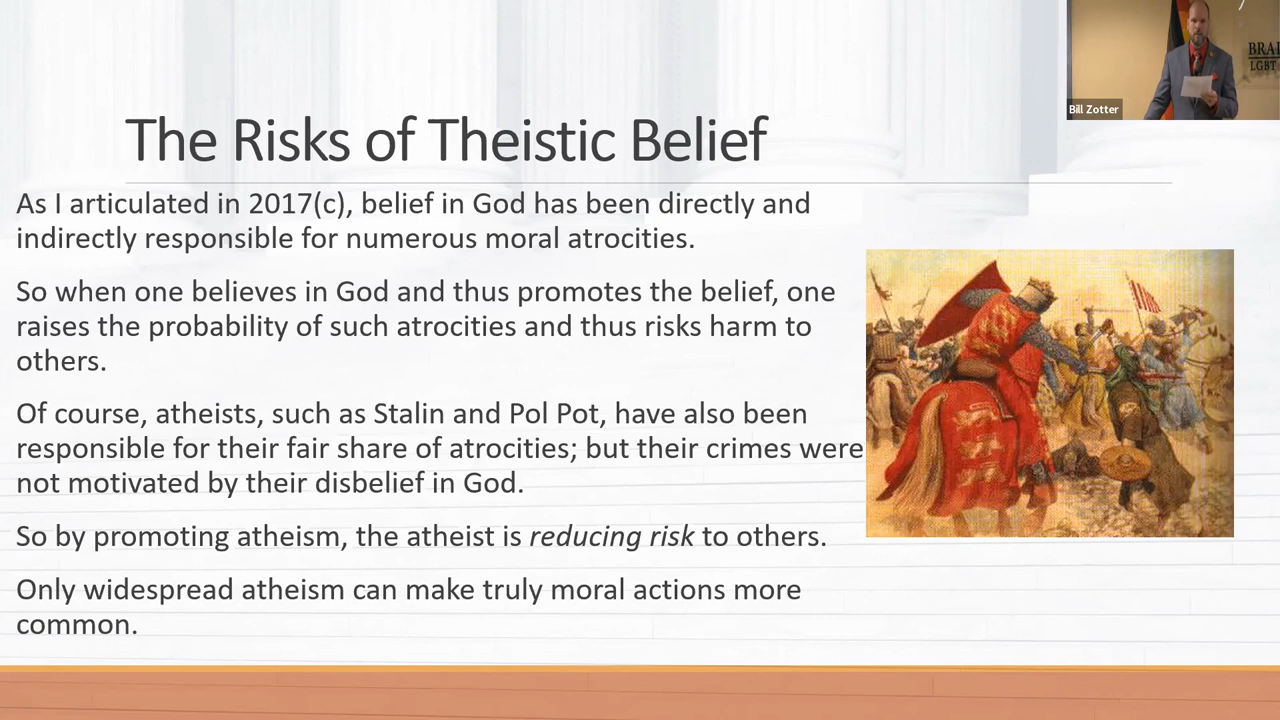 The Risks of Theistic Belief
As I articulated in 2017(c), belief in God has been directly and
indirectly responsible for numerous moral atrocities.
So when one believes in God and thus promotes the belief, one
raises the probability of such atrocities and thus risks harm to
others.
Of course, atheists, such as Stalin and Pol Pot, have also been
responsible for their fair share of atrocities; but their crimes were
not motivated by their disbelief in God.
So by promoting atheism, the atheist is reducing risk to others.
Only widespread atheism can make truly moral actions more
common.
Bill Zotter
BRA
LGBT